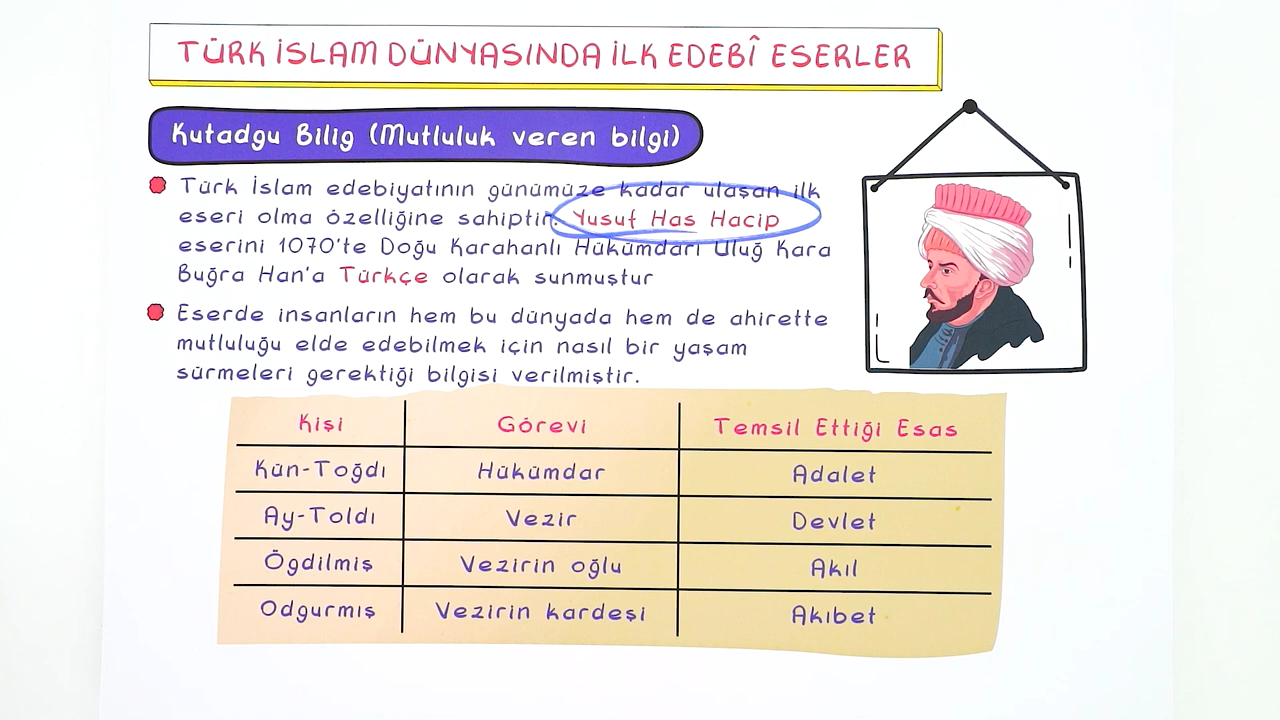 TÜRK İSLAM DÜNYASINDA İLK EDEBÎ ESERLER
Kutadgu Bilig (Mutluluk veren bilgi)
Türk İslam edebiyatının günümüze kadar ulaşan ilk
eseri olma özelliğine sahiptir. Yusuf Has Hacip
eserini 1070'te Doğu Karahanlı Hükümdarı Uluğ Kara
Buğra Han'a Türkçe olarak sunmuştur
Eserde insanların hem bu dünyada hem de ahirette
mutluluğu elde edebilmek için nasıl bir yaşam
sürmeleri gerektiği bilgisi verilmiştir.
Kişi Görevi Temsil Ettiği Esas
Kün-Toğdı Hükümdar Adalet
Ay-Toldı Vezir Devlet
Ögdilmiş Vezirin oğlu Akıl
Odgurmış Vezirin kardeşi Akıbet